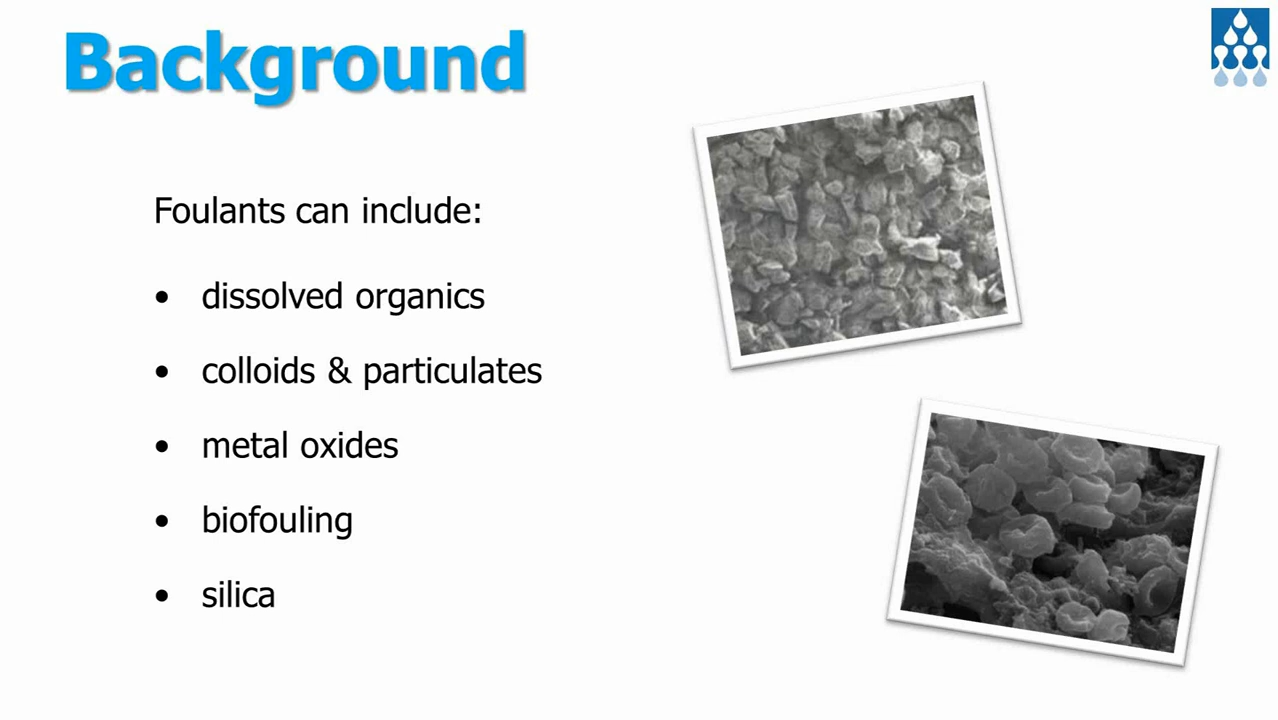 Background
Foulants can include:
• dissolved organics
• colloids & particulates
• metal oxides
• biofouling
• silica